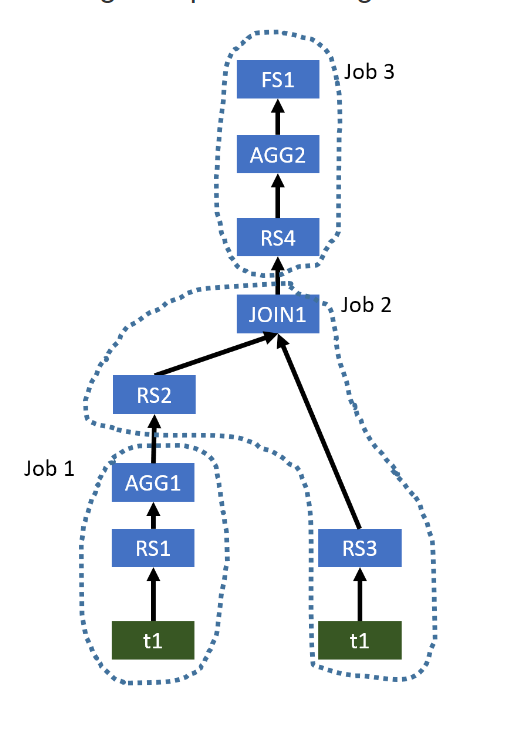 FS1
Job 3
AGG2
RS4
JOIN1
Job 2
RS2
Job 1
AGG1
RS1
RS3
t1
t1